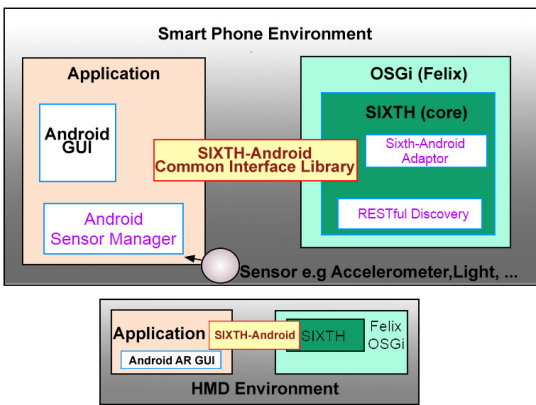 Smart Phone Environment
Application
OSGi (Felix)
SIXTH (core)
Android
GUI
SIXTH-Android
Common Interface Library
Sixth-Android
Adaptor
Android
Sensor Manager
RESTful Discovery
Sensor e.g Accelerometer,Light, ...
Application
SIXTH-Android
SIXTH
Felix
OSGi
Android AR GUI
HMD Environment